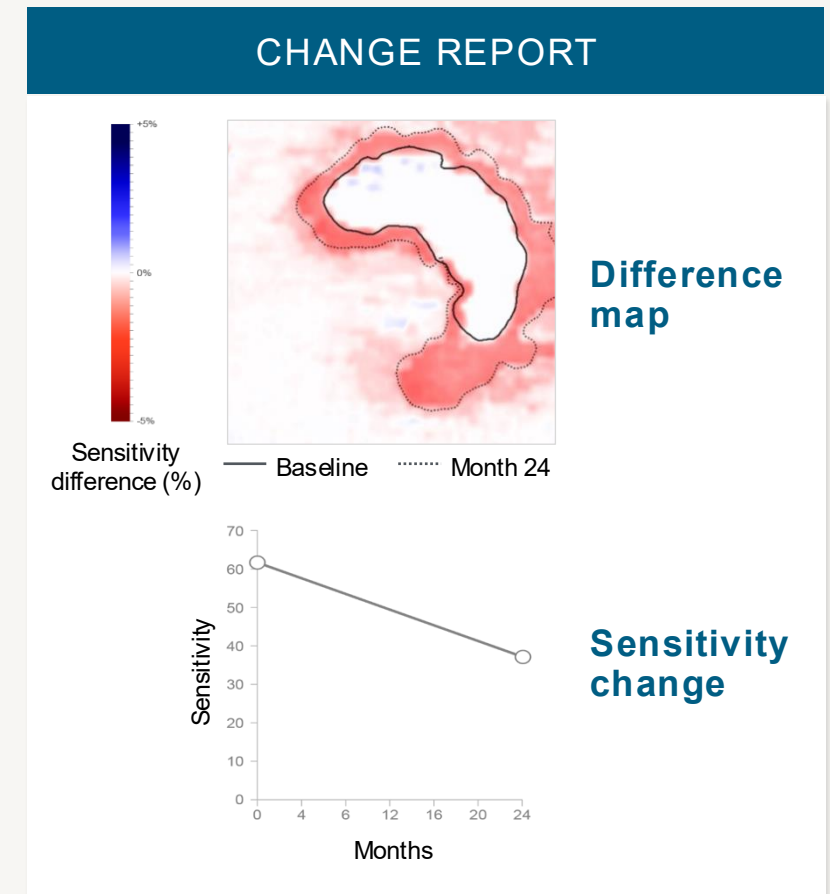 CHANGE REPORT
+5%
0%
-5%
Sensitivity
difference (%)
Baseline
Month 24
Difference
map
70
60
50
40
30
20
10
0
Sensitivity
0 4 6 12 16 20 24
Months
Sensitivity
change